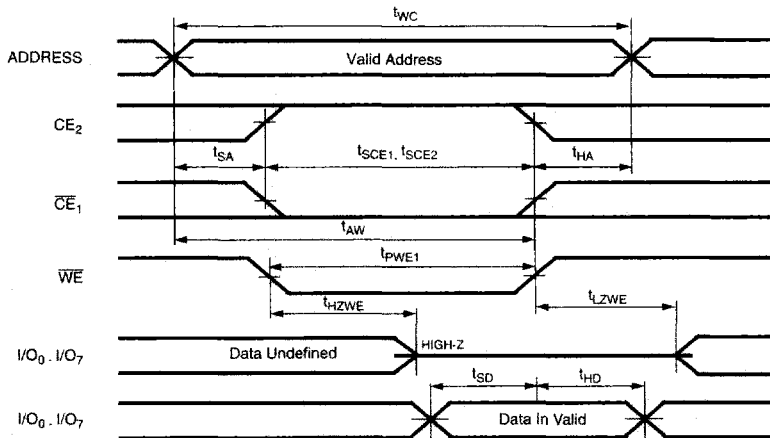 tWC
ADDRESS
Valid Address
CE2
tSA
tSCE1, tSCE2
tHA
CE1
tAW
WE
tPWE1
tHZWE
tLZWE
HIGH-Z
I/O0 - I/O7
Data Undefined
tSD
tHD
I/O0 - I/O7
Data in Valid